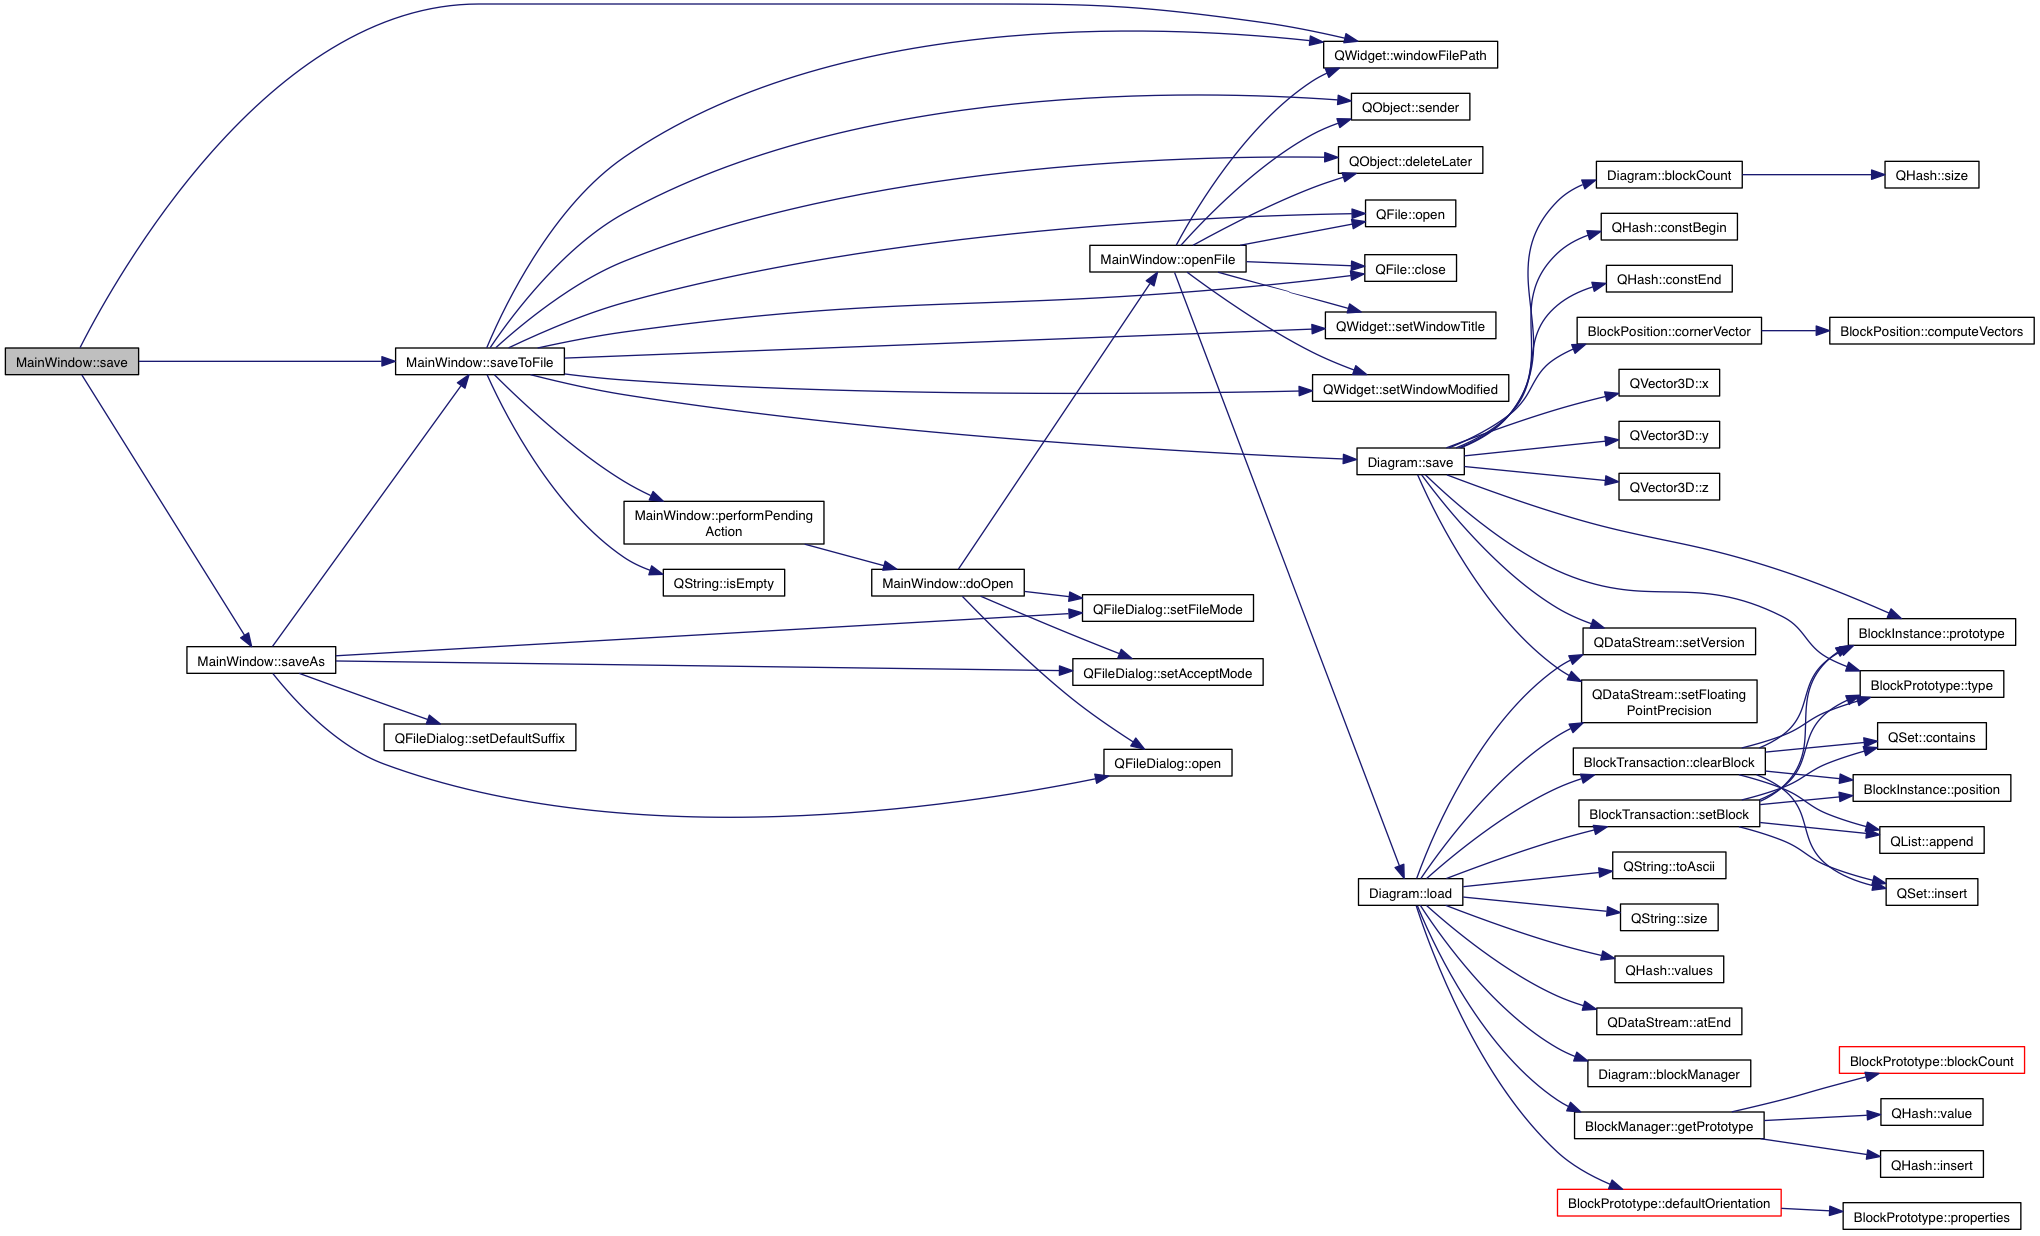 MainWindow::save
MainWindow::saveAs
MainWindow::saveToFile
QFileDialog::setDefaultSuffix
MainWindow::performPending
Action
QString::isEmpty
MainWindow::doOpen
MainWindow::openFile
QFileDialog::setFileMode
QFileDialog::setAcceptMode
QFileDialog::open
QWidget::windowFilePath
QObject::sender
QObject::deleteLater
QFile::open
QFile::close
QWidget::setWindowTitle
QWidget::setWindowModified
Diagram::save
Diagram::load
Diagram::blockCount
QHash::constBegin
QHash::constEnd
BlockPosition::cornerVector
QVector3D::x
QVector3D::y
QVector3D::z
QDataStream::setVersion
QDataStream::setFloating
PointPrecision
BlockTransaction::clearBlock
BlockTransaction::setBlock
QString::toAscii
QString::size
QHash::values
QDataStream::atEnd
Diagram::blockManager
BlockManager::getPrototype
BlockPrototype::defaultOrientation
QHash::size
BlockPosition::computeVectors
BlockInstance::prototype
BlockPrototype::type
QSet::contains
BlockInstance::position
QList::append
QSet::insert
BlockPrototype::blockCount
QHash::value
QHash::insert
BlockPrototype::properties